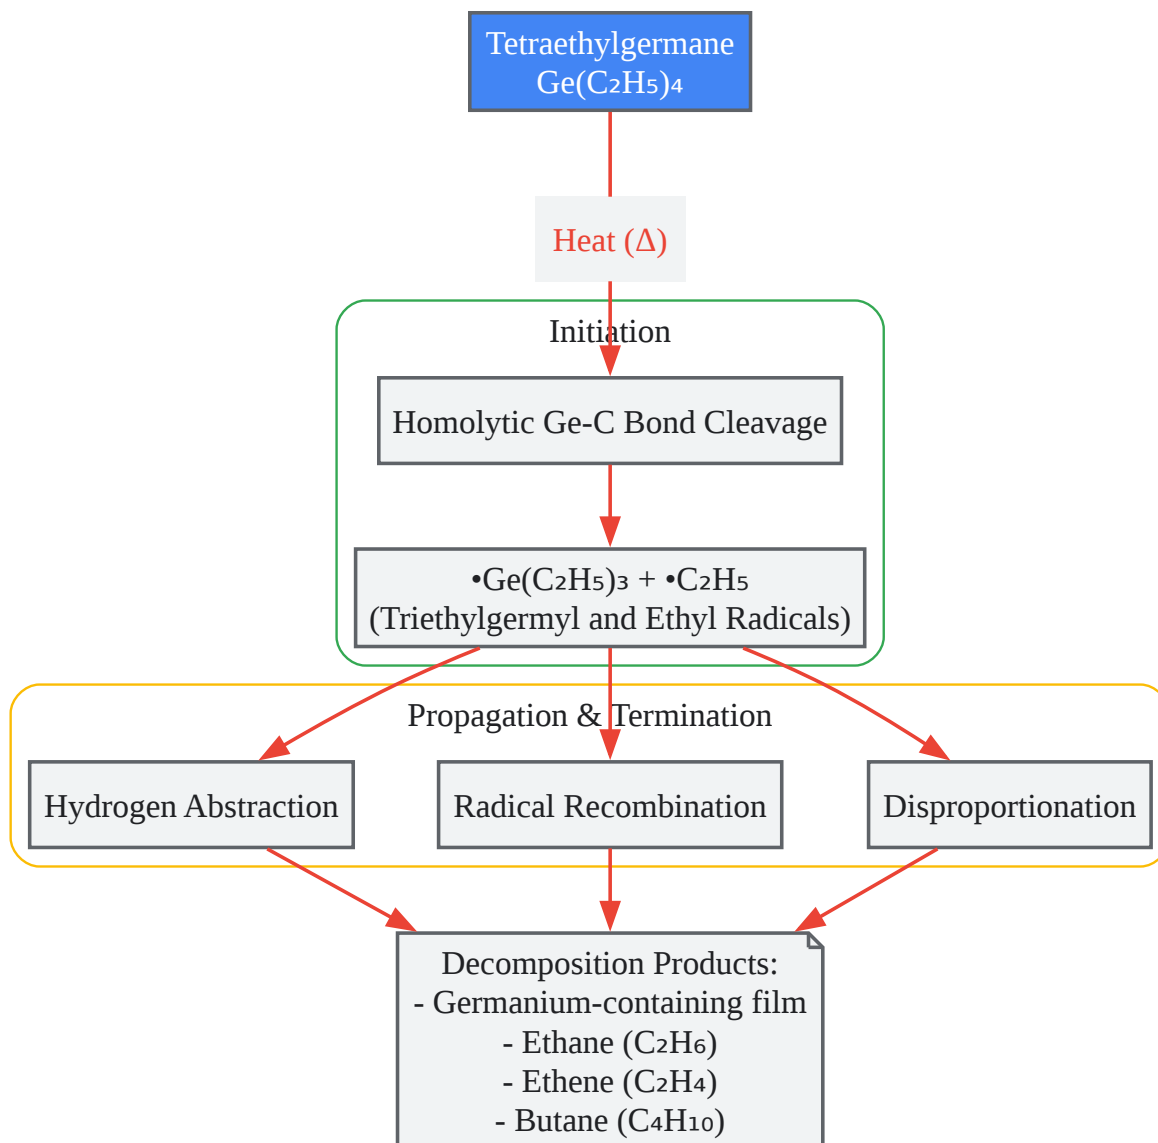 Tetraethylgermane
Ge(C₂H₅)₄
Heat (Δ)
Initiation
Homolytic Ge-C Bond Cleavage
•Ge(C₂H₅)₃ + •C₂H₅
(Triethylgermyl and Ethyl Radicals)
Propagation & Termination
Hydrogen Abstraction
Radical Recombination
Disproportionation
Decomposition Products:
- Germanium-containing film
- Ethane (C₂H₆)
- Ethene (C₂H₄)
- Butane (C₄H₁₀)